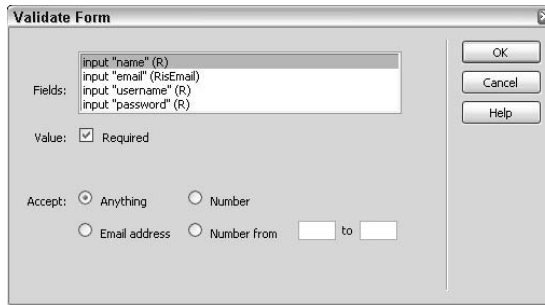 Validate Form
Fields:
input "name" (R)
input "email" (RisEmail)
input "username" (R)
input "password" (R)
Value: Required
Accept: Anything Number
Email address Number from to
OK
Cancel
Help